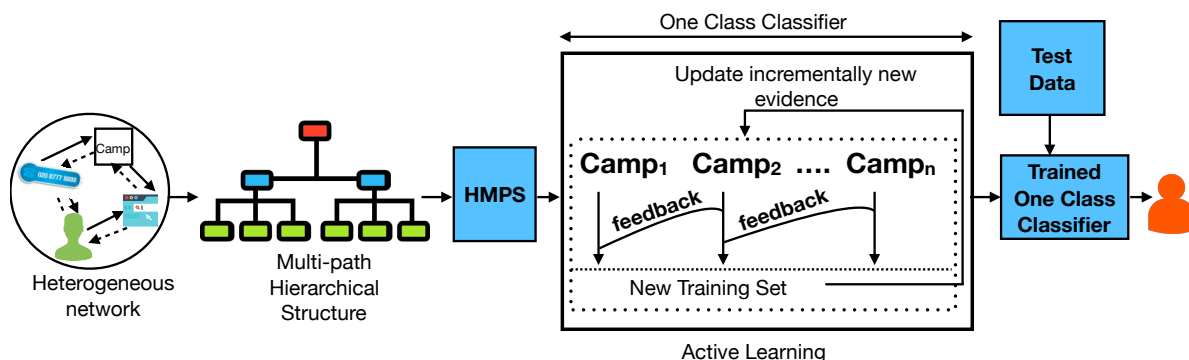 One Class Classifier
Update incrementally new
evidence
Test
Data
Camp
Camp1 Camp2 .... Campn
HMPS
feedback feedback
Trained
One Class
Classifier
Multi-path
Hierarchical
Structure
Heterogeneous
network
New Training Set
Active Learning